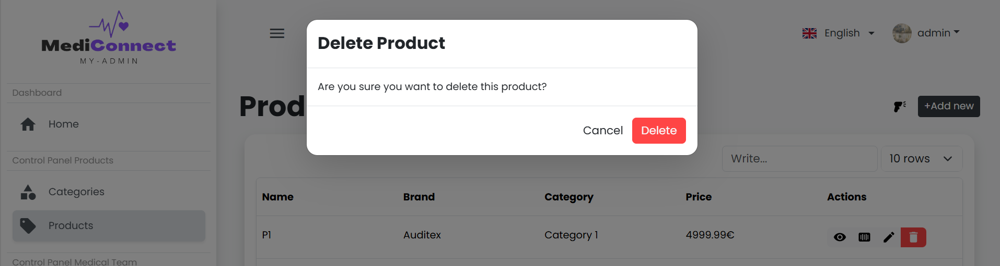 MediConnect
MY-ADMIN
Dashboard
Home
Control Panel Products
Categories
Products
Control Panel Medical Team
English
admin
Delete Product
Are you sure you want to delete this product?
Cancel Delete
Prod
+Add new
Write...
10 rows
Name Brand Category Price Actions
P1 Auditex Category 1 4999.99€